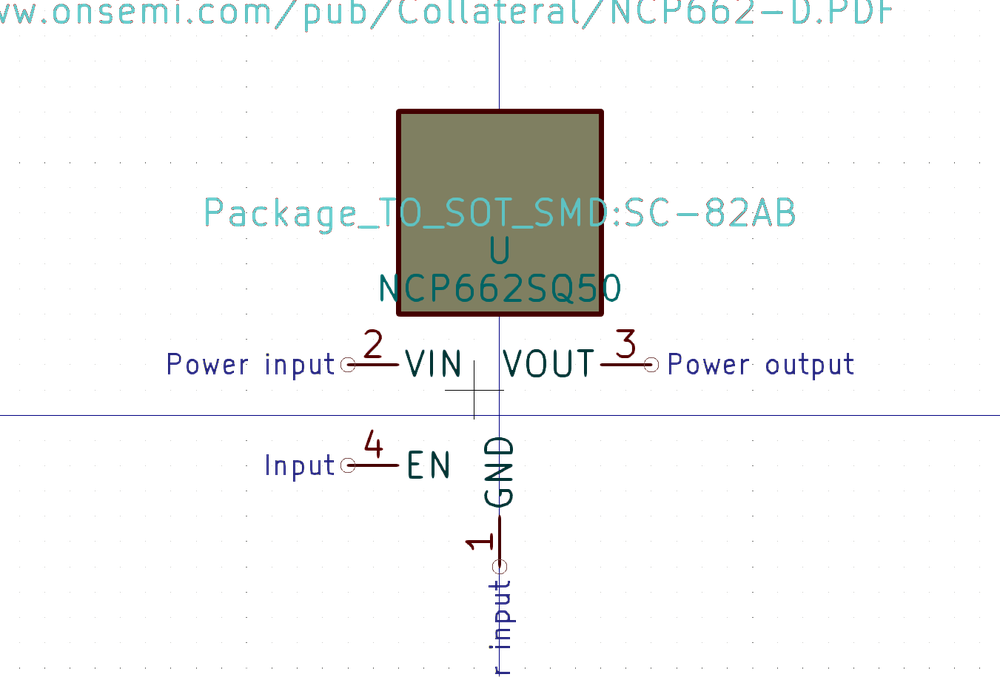 ww.onsemi.com/pub/Collateral/NCP662-D.PDF
Package_TO_SOT_SMD:SC-82AB
U
NCP662SQ50
Power input 2 VIN VOUT 3 Power output
Input 4 EN
GND
1
r input